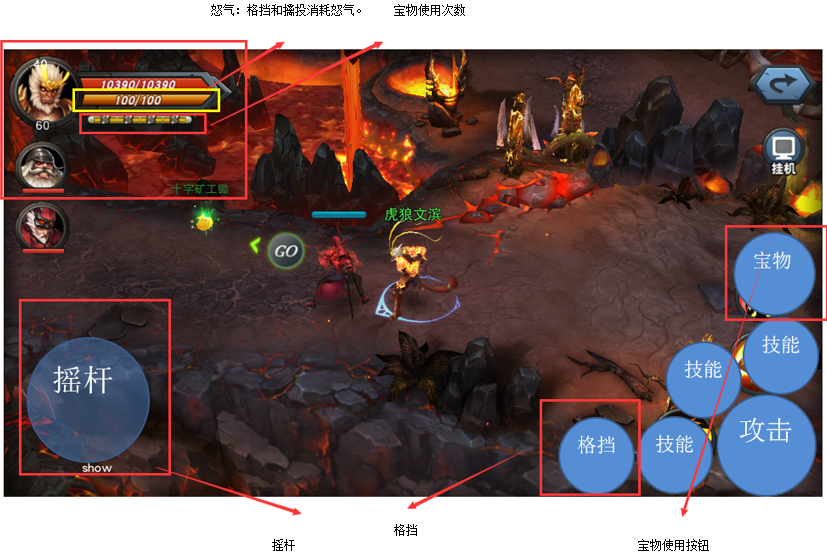 怒气：格挡和擒投消耗怒气。
宝物使用次数
40
10390/10390
100/100
60
十字矿工锄
挂机
虎狼文滨
GO
宝物
技能
技能
摇杆
攻击
格挡
技能
show
格挡
摇杆
宝物使用按钮